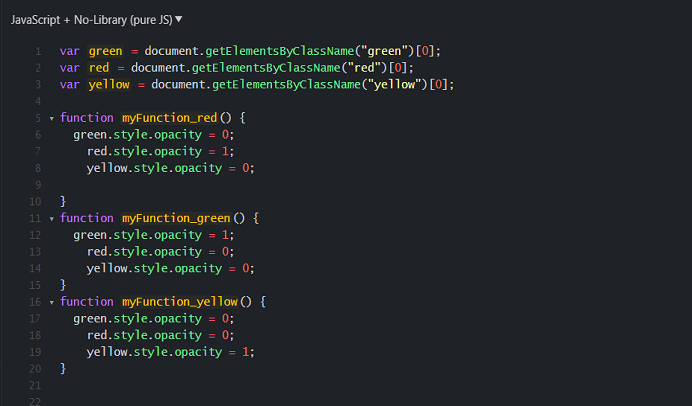 JavaScript + No-Library (pure JS) ▼
1 var green = document.getElementsByClassName("green")[0];
2 var red = document.getElementsByClassName("red")[0];
3 var yellow = document.getElementsByClassName("yellow")[0];
4
5 ▾ function myFunction_red() {
6   green.style.opacity = 0;
7     red.style.opacity = 1;
8     yellow.style.opacity = 0;
9
10 }
11 ▾ function myFunction_green() {
12   green.style.opacity = 1;
13     red.style.opacity = 0;
14     yellow.style.opacity = 0;
15 }
16 ▾ function myFunction_yellow() {
17   green.style.opacity = 0;
18     red.style.opacity = 0;
19     yellow.style.opacity = 1;
20 }
21
22